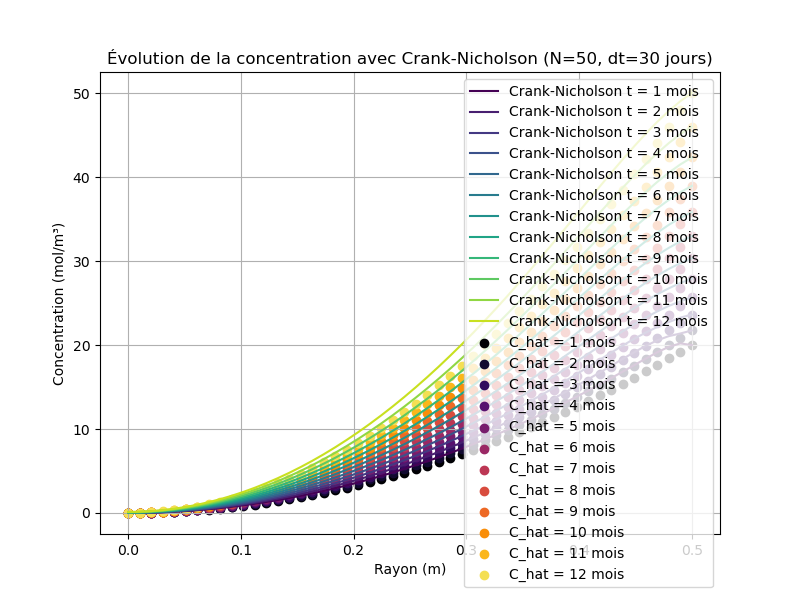 Évolution de la concentration avec Crank-Nicholson (N=50, dt=30 jours)
50
40
30
20
10
0
Concentration (mol/m³)
0.0
0.1
0.2
0.3
0.4
0.5
Rayon (m)
Crank-Nicholson t = 1 mois
Crank-Nicholson t = 2 mois
Crank-Nicholson t = 3 mois
Crank-Nicholson t = 4 mois
Crank-Nicholson t = 5 mois
Crank-Nicholson t = 6 mois
Crank-Nicholson t = 7 mois
Crank-Nicholson t = 8 mois
Crank-Nicholson t = 9 mois
Crank-Nicholson t = 10 mois
Crank-Nicholson t = 11 mois
Crank-Nicholson t = 12 mois
C_hat = 1 mois
C_hat = 2 mois
C_hat = 3 mois
C_hat = 4 mois
C_hat = 5 mois
C_hat = 6 mois
C_hat = 7 mois
C_hat = 8 mois
C_hat = 9 mois
C_hat = 10 mois
C_hat = 11 mois
C_hat = 12 mois